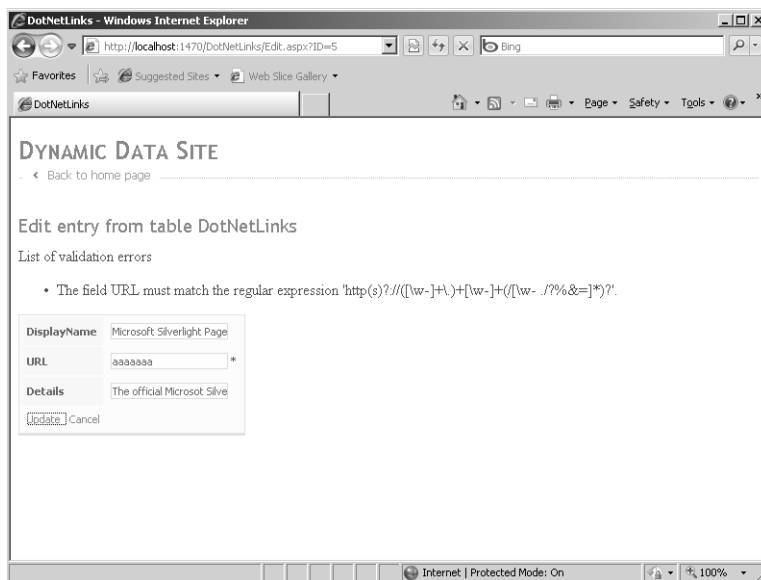 DotNetLinks - Windows Internet Explorer
http://localhost:1470/DotNetLinks/Edit.aspx?ID=5
Bing
Favorites
Suggested Sites
Web Slice Gallery
DotNetLinks
Page
Safety
Tools
DYNAMIC DATA SITE
Back to home page
Edit entry from table DotNetLinks
List of validation errors
• The field URL must match the regular expression 'http(s)?://([\w-]+\.)+[\w-]+(/[\w- ./?%&=]*)?'.
DisplayName Microsoft Silverlight Page
URL aaaaaaa *
Details The official Microsot Silve
Update Cancel
Internet | Protected Mode: On
100%